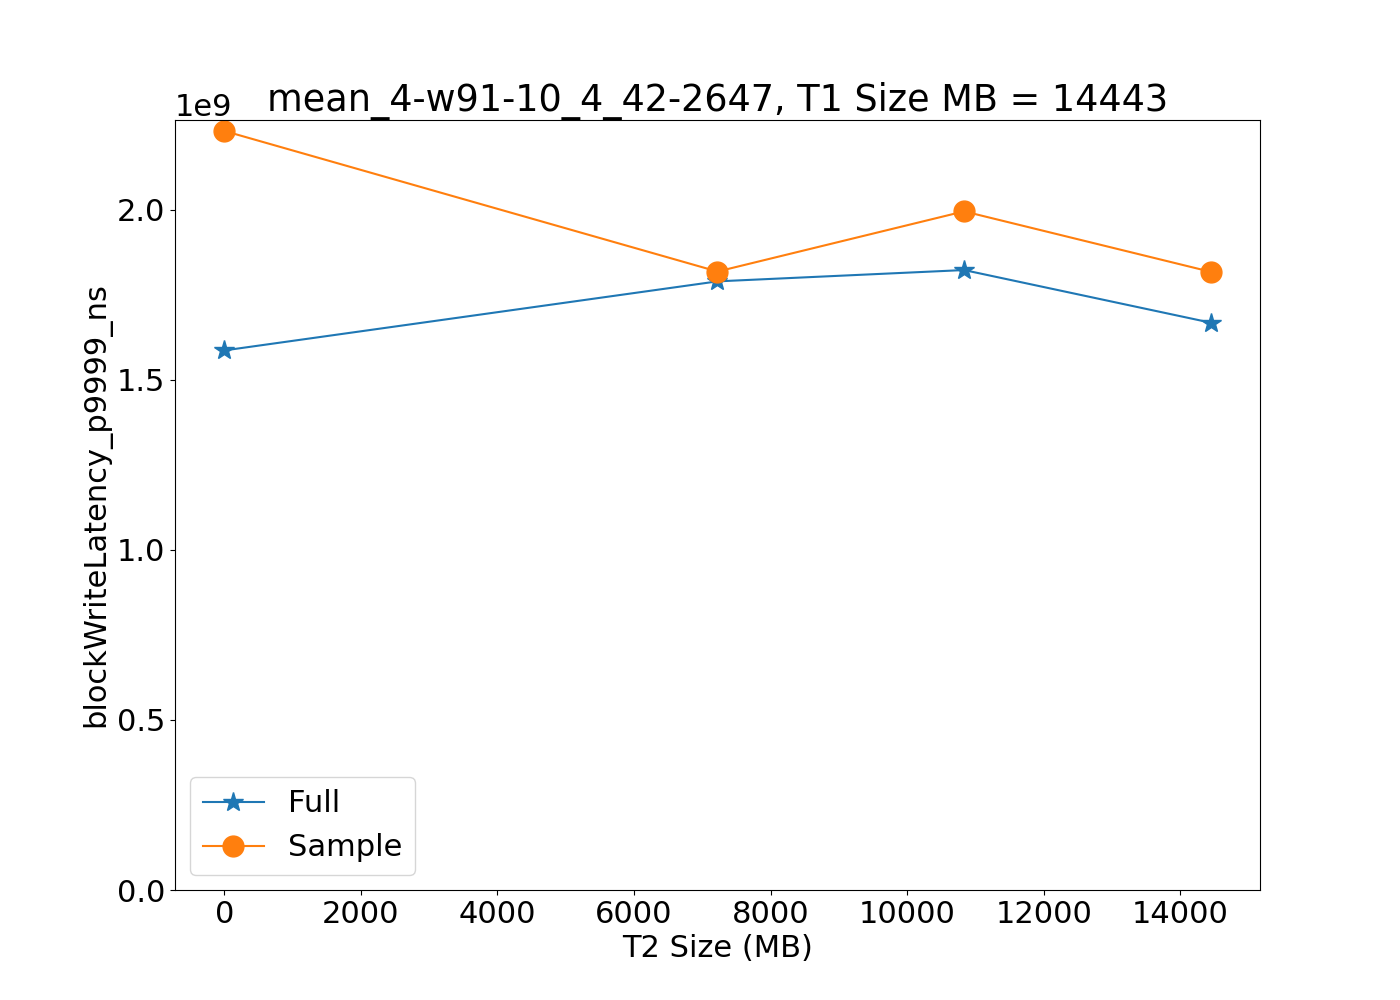 1e9
mean_4-w91-10_4_42-2647, T1 Size MB = 14443
blockWriteLatency_p9999_ns
2.0
1.5
1.0
0.5
0.0
Full
Sample
0 2000 4000 6000 8000 10000 12000 14000
T2 Size (MB)